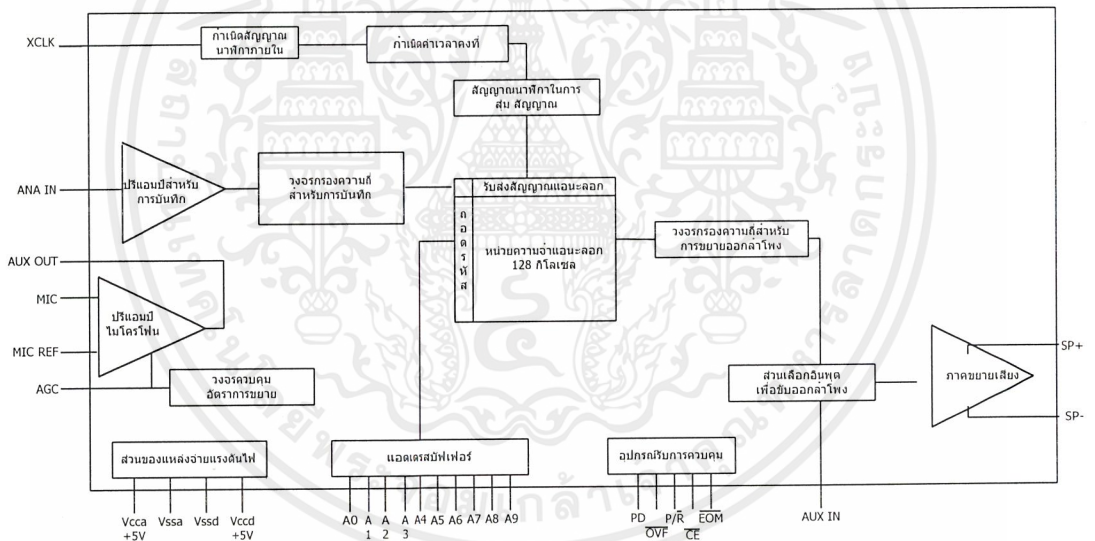 XCLK
กำเนิดสัญญาณ
นาฬิกาภายใน
กำเนิดค่าเวลาคงที่
สัญญาณนาฬิกาในการ
สุ่ม สัญญาณ
ANA IN
ปรีแอมป์สำหรับ
การบันทึก
วงจรกรองความถี่
สำหรับการบันทึก
รับส่งสัญญาณแอนะลอก
ถอดรหัส
หน่วยความจำแอนะลอก
128 กิโลเซล
วงจรกรองความถี่สำหรับ
การขยายออกลำโพง
AUX OUT
MIC
ปรีแอมป์
ไมโครโฟน
MIC REF
AGC
วงจรควบคุม
อัตราการขยาย
ส่วนเลือกอินพุต
เพื่อขับออกลำโพง
ภาคขยายเสียง
SP+
SP-
ส่วนของแหล่งจ่ายแรงดันไฟ
แอดเดรสบัฟเฟอร์
อุปกรณ์รับการควบคุม
Vcca
+5V
Vssa
Vssd
Vccd
+5V
A0
A
1
A
2
A
3
A4
A5
A6
A7
A8
A9
PD
OVF
P/R
CE
EOM
AUX IN